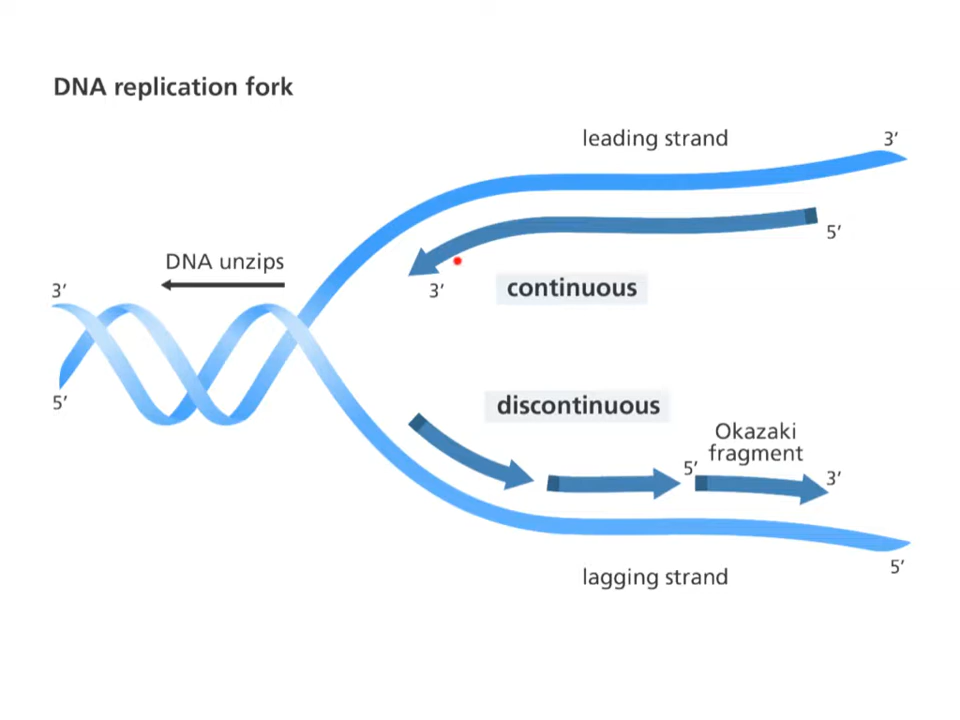 DNA replication fork
leading strand
3’
5’
DNA unzips
3’
3’
continuous
5’
discontinuous
Okazaki
fragment
5’
3’
5’
lagging strand